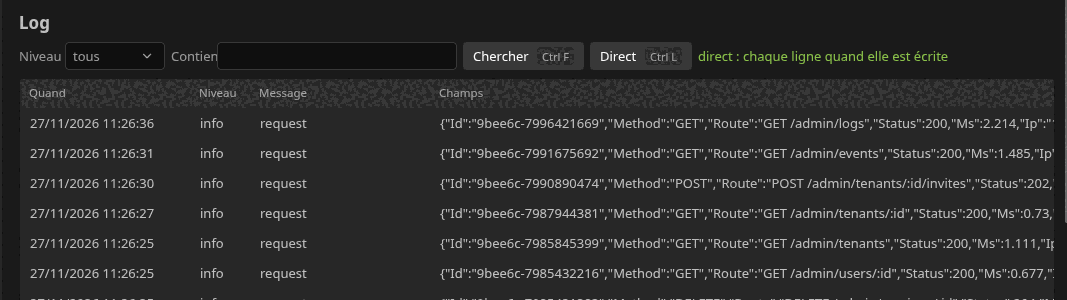 Log
Niveau tous Contien Chercher Ctrl F Direct Ctrl L direct : chaque ligne quand elle est écrite
Quand Niveau Message Champs
27/11/2026 11:26:36 info request {"Id":"9bee6c-7996421669","Method":"GET","Route":"GET /admin/logs","Status":200,"Ms":2.214,"Ip":"
27/11/2026 11:26:31 info request {"Id":"9bee6c-7991675692","Method":"GET","Route":"GET /admin/events","Status":200,"Ms":1.485,"Ip"
27/11/2026 11:26:30 info request {"Id":"9bee6c-7990890474","Method":"POST","Route":"POST /admin/tenants/:id/invites","Status":202,
27/11/2026 11:26:27 info request {"Id":"9bee6c-7987944381","Method":"GET","Route":"GET /admin/tenants/:id","Status":200,"Ms":0.73,
27/11/2026 11:26:25 info request {"Id":"9bee6c-7985845399","Method":"GET","Route":"GET /admin/tenants","Status":200,"Ms":1.111,"Ip
27/11/2026 11:26:25 info request {"Id":"9bee6c-7985432216","Method":"GET","Route":"GET /admin/users/:id","Status":200,"Ms":0.677,"